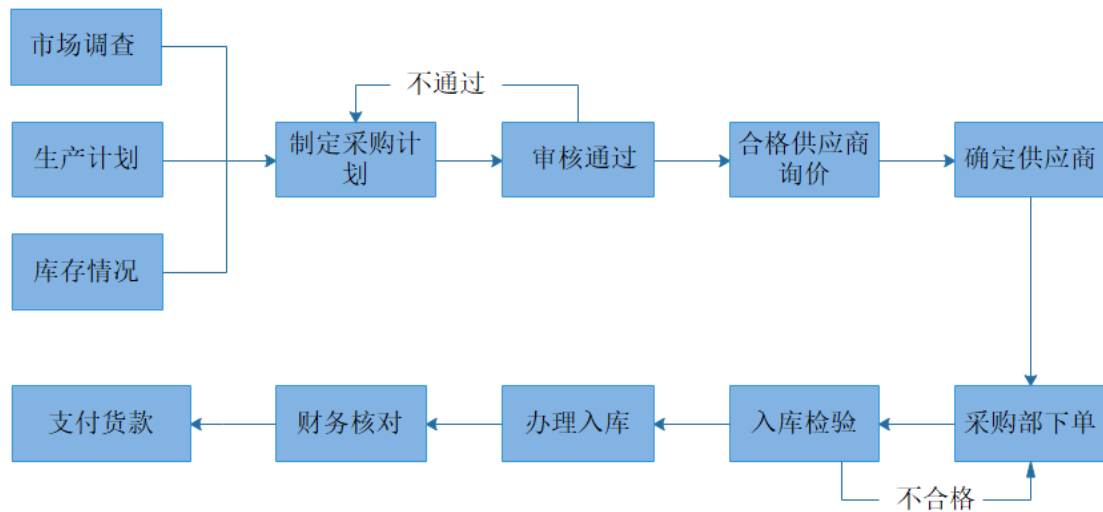 市场调查
不通过
生产计划
制定采购计
划
审核通过
合格供应商
询价
确定供应商
库存情况
支付货款
财务核对
办理入库
入库检验
采购部下单
不合格